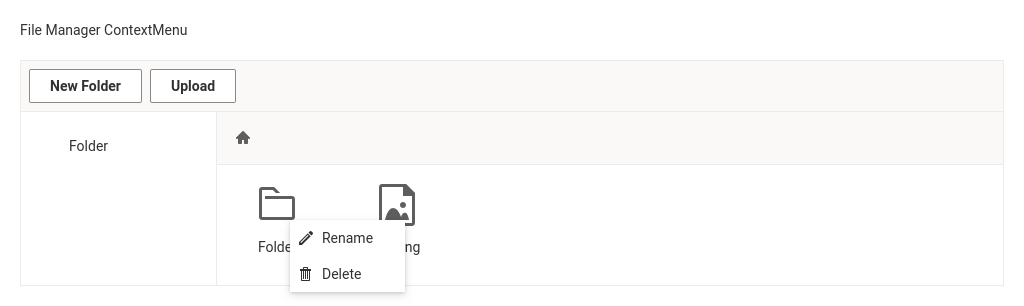 File Manager ContextMenu
New Folder
Upload
Folder
Rename
Delete